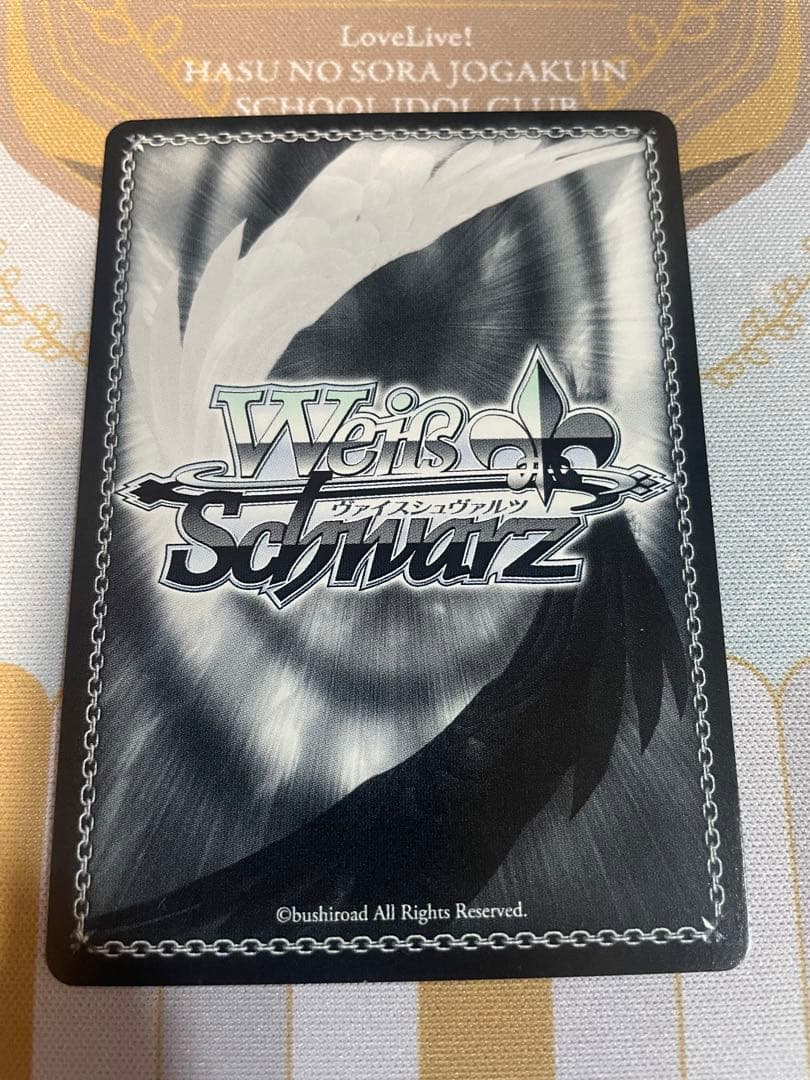 LoveLive!
HASU NO SORA JOGAKUIN
SCHOOL IDOL CLUB
Weiß
ヴァイスシュヴァルツ
Schwarz
©bushiroad All Rights Reserved.